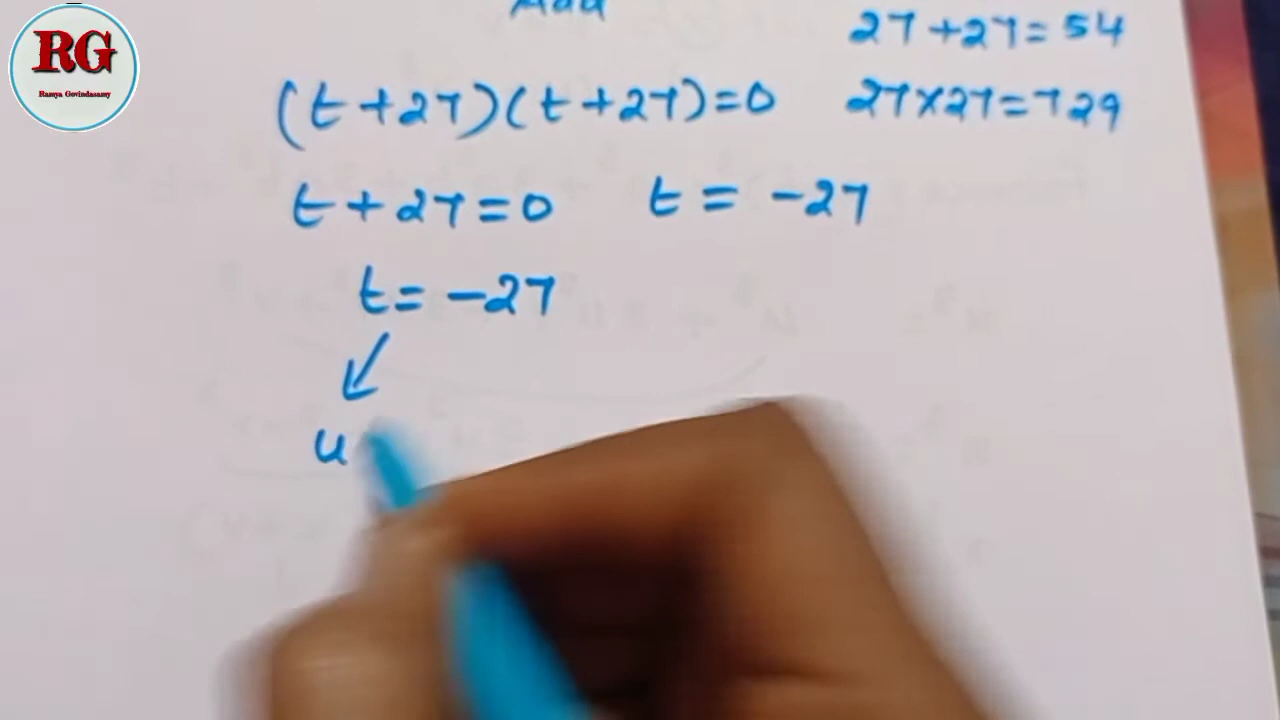 RG
Ramya Govindasamy
27+27=54
(t+27)(t+27)=0
27×27=729
t+27=0
t=-27
t=-27
u